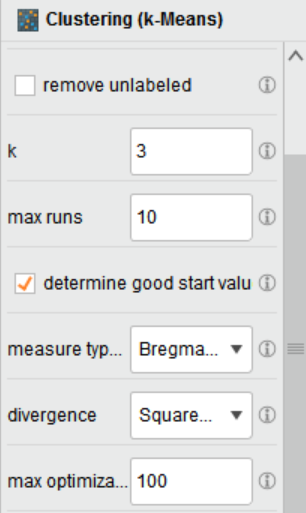 Clustering (k-Means)
remove unlabeled
k 3
max runs 10
determine good start valu
measure typ... Bregma...
divergence Square...
max optimiza... 100